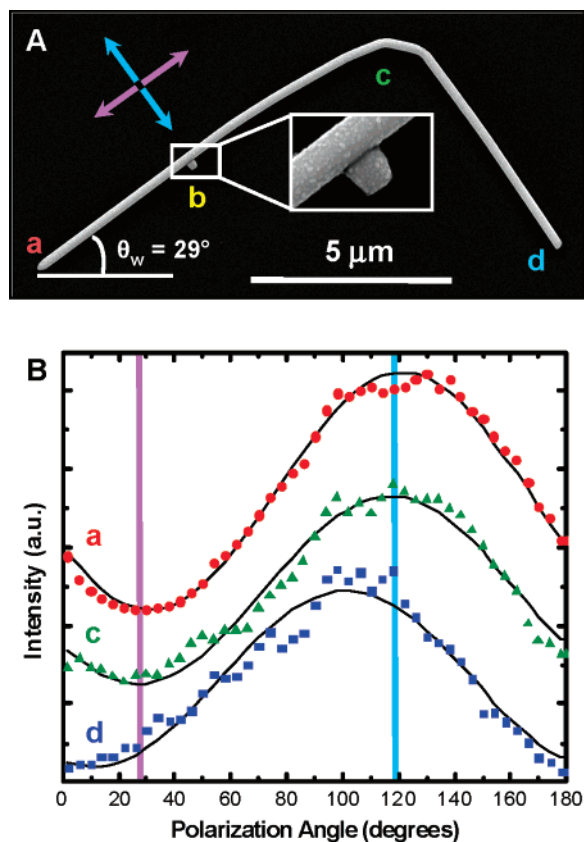 A
c
b
a
θw = 29°
5 μm
d
B
a
c
d
Intensity (a.u.)
0 20 40 60 80 100 120 140 160 180
Polarization Angle (degrees)